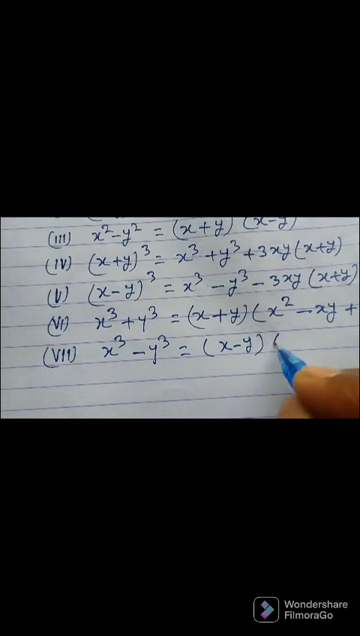 (III) x² - y² = (x+y) (x-y)
(IV) (x+y)³ = x³ + y³ + 3xy (x+y)
(V) (x-y)³ = x³ - y³ - 3xy (x+y)
(VI) x³ + y³ = (x+y) (x² - xy +
(VII) x³ - y³ = (x-y) (
Wondershare
FilmoraGo